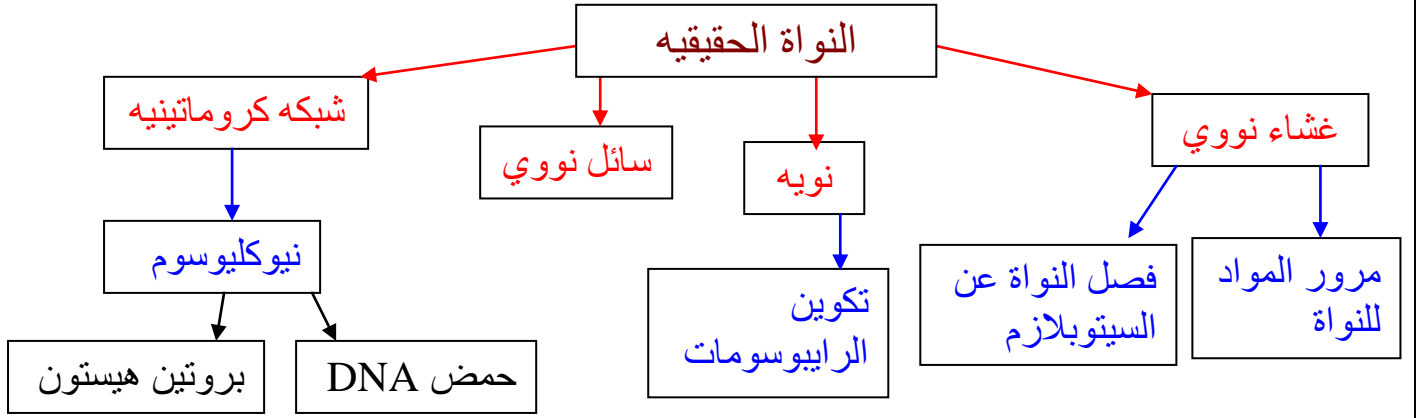 النواة الحقيقيه
غشاء نووي
نويه
سائل نووي
شبكه كروماتينيه
مرور المواد
للنواة
فصل النواة عن
السيتوبلازم
تكوين
الرايبوسومات
نيوكليوسوم
حمض DNA
بروتين هيستون